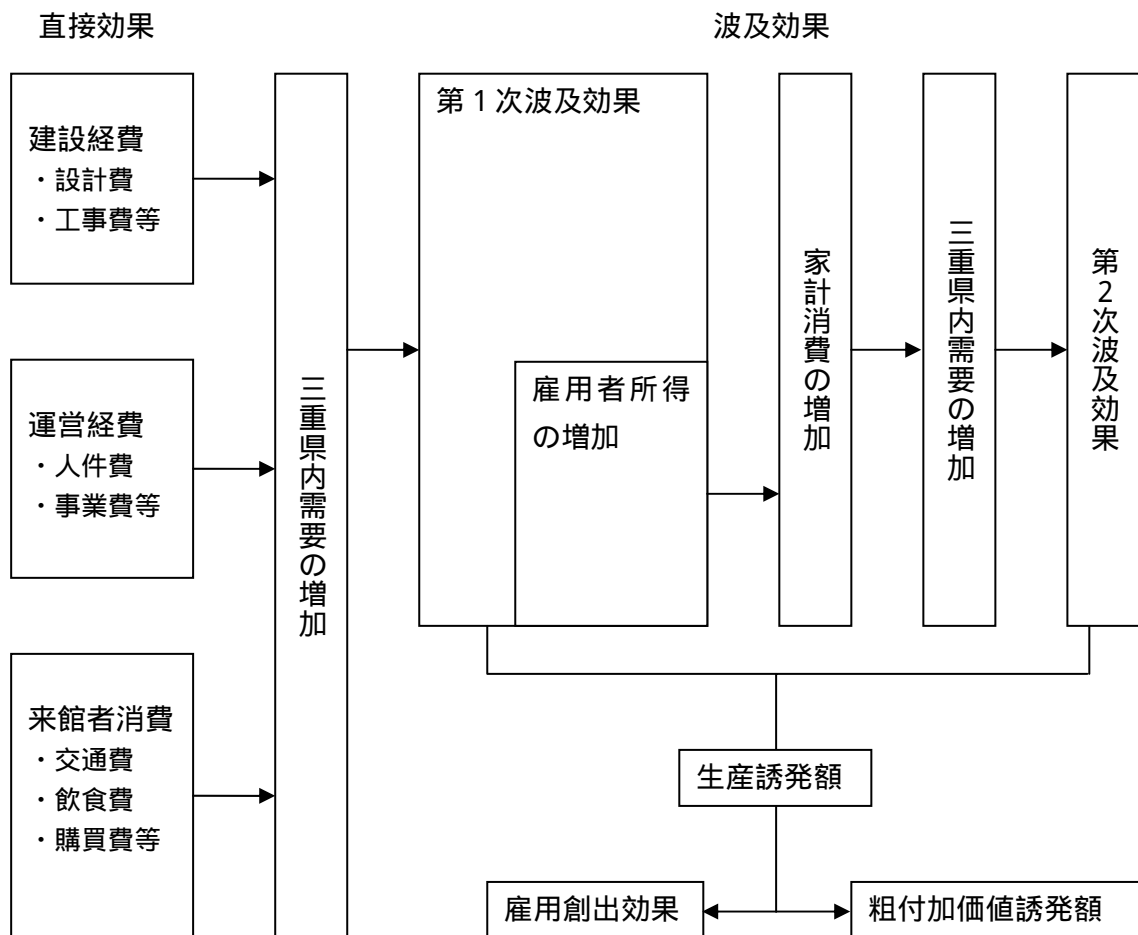 直接効果
波及効果
建設経費
・設計費
・工事費等
運営経費
・人件費
・事業費等
来館者消費
・交通費
・飲食費
・購買費等
三重県内需要の増加
第1次波及効果
雇用者所得
の増加
家計消費の増加
三重県内需要の増加
第2次波及効果
生産誘発額
雇用創出効果
粗付加価値誘発額